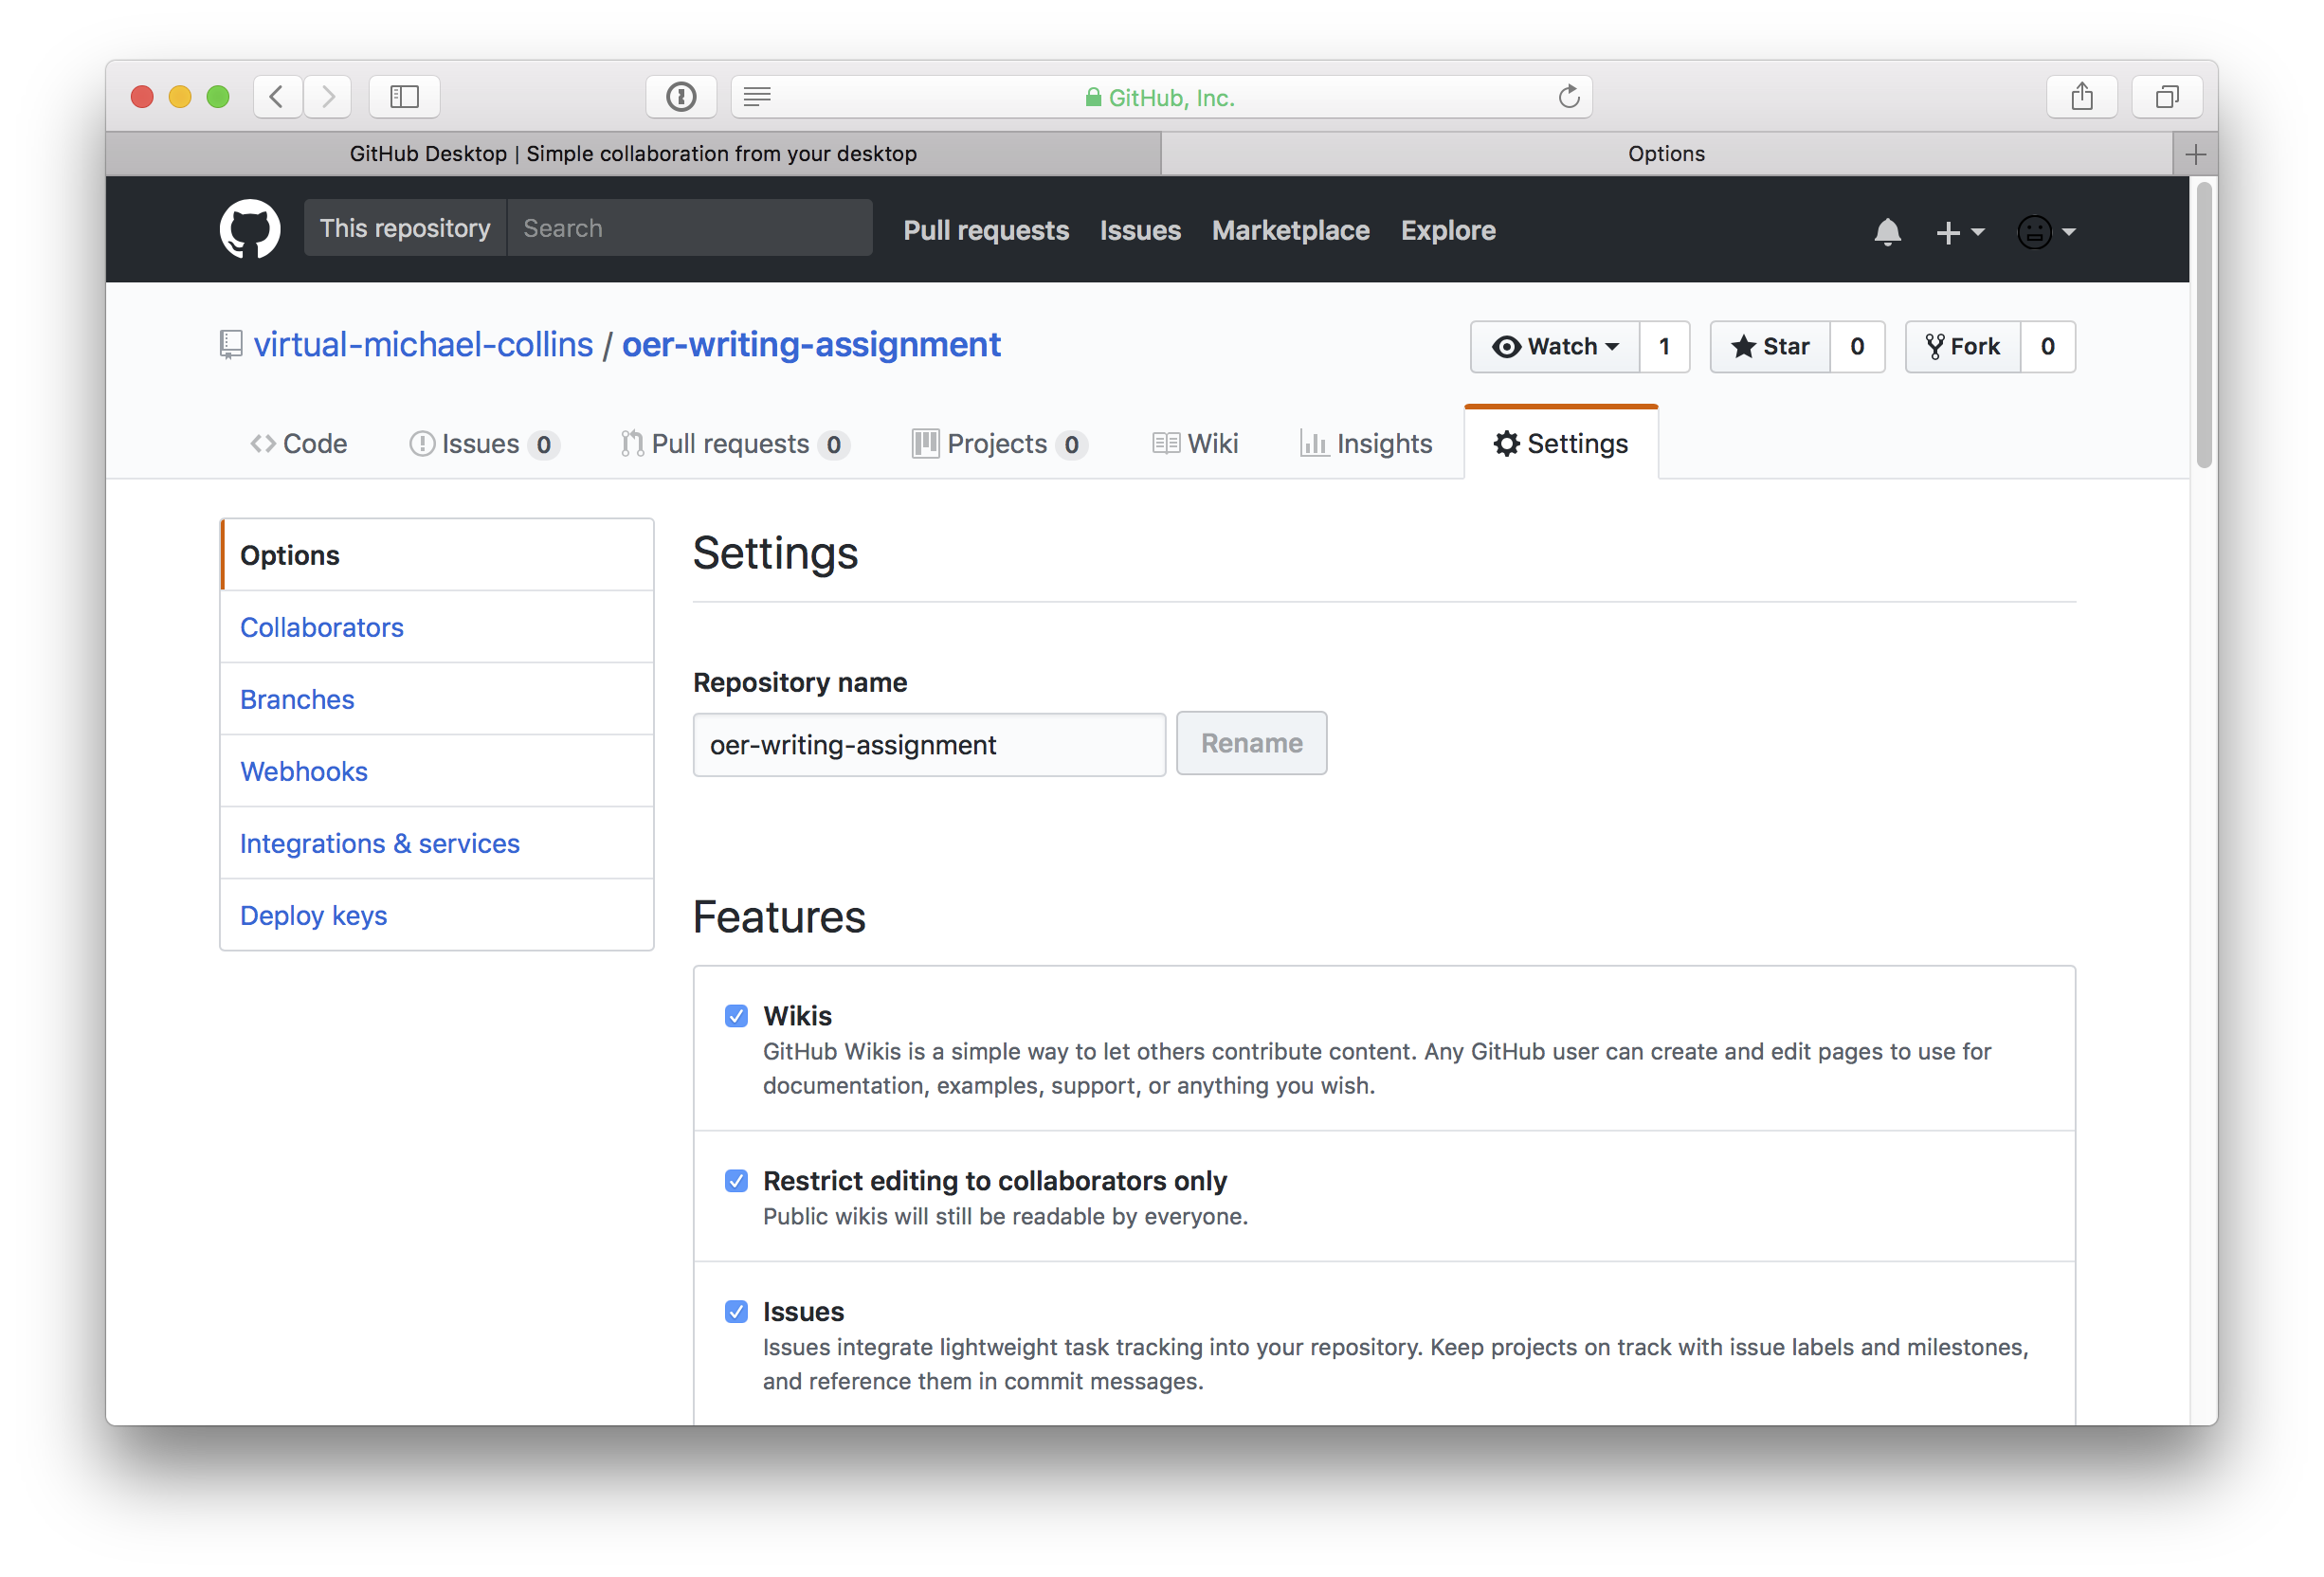 GitHub, Inc.
GitHub Desktop | Simple collaboration from your desktop
Options
This repository
Search
Pull requests
Issues
Marketplace
Explore
virtual-michael-collins / oer-writing-assignment
Watch
1
Star
0
Fork
0
Code
Issues 0
Pull requests 0
Projects 0
Wiki
Insights
Settings
Options
Collaborators
Branches
Webhooks
Integrations & services
Deploy keys
Settings
Repository name
oer-writing-assignment
Rename
Features
Wikis
GitHub Wikis is a simple way to let others contribute content. Any GitHub user can create and edit pages to use for
documentation, examples, support, or anything you wish.
Restrict editing to collaborators only
Public wikis will still be readable by everyone.
Issues
Issues integrate lightweight task tracking into your repository. Keep projects on track with issue labels and milestones,
and reference them in commit messages.